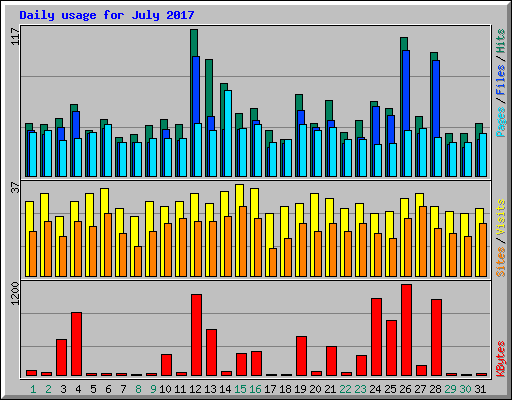 Daily usage for July 2017
117
Pages / Files / Hits
37
Sites / Visits
1200
KBytes
1 2 3 4 5 6 7 8 9 10 11 12 13 14 15 16 17 18 19 20 21 22 23 24 25 26 27 28 29 30 31